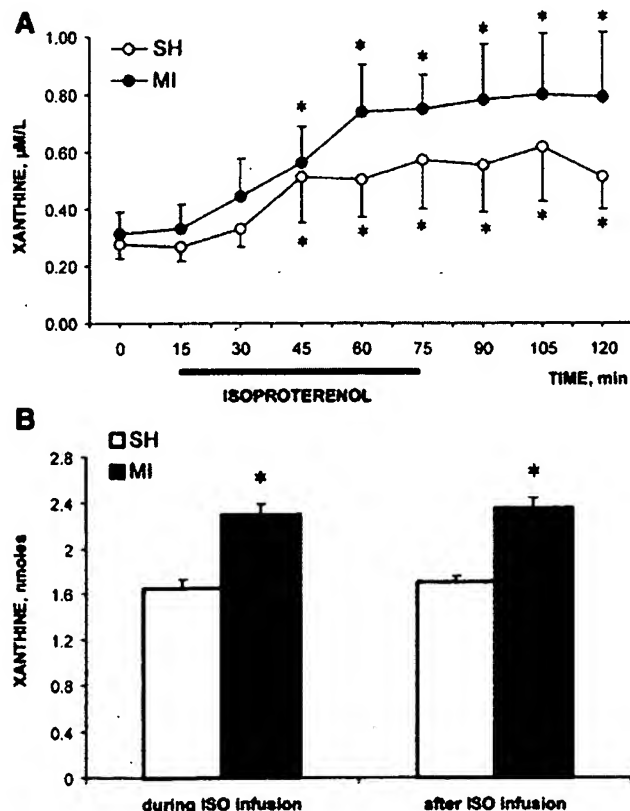 A
SH
MI
1.00
0.80
0.60
0.40
0.20
0.00
XANTHINE, µM/L
* * * * * *
* * * * * *
0 15 30 45 60 75 90 105 120
TIME, min
ISOPROTERENOL
B
SH
MI
2.8
2.4
2
1.6
1.2
0.8
0.4
0
XANTHINE, nmoles
* *
during ISO infusion after ISO infusion